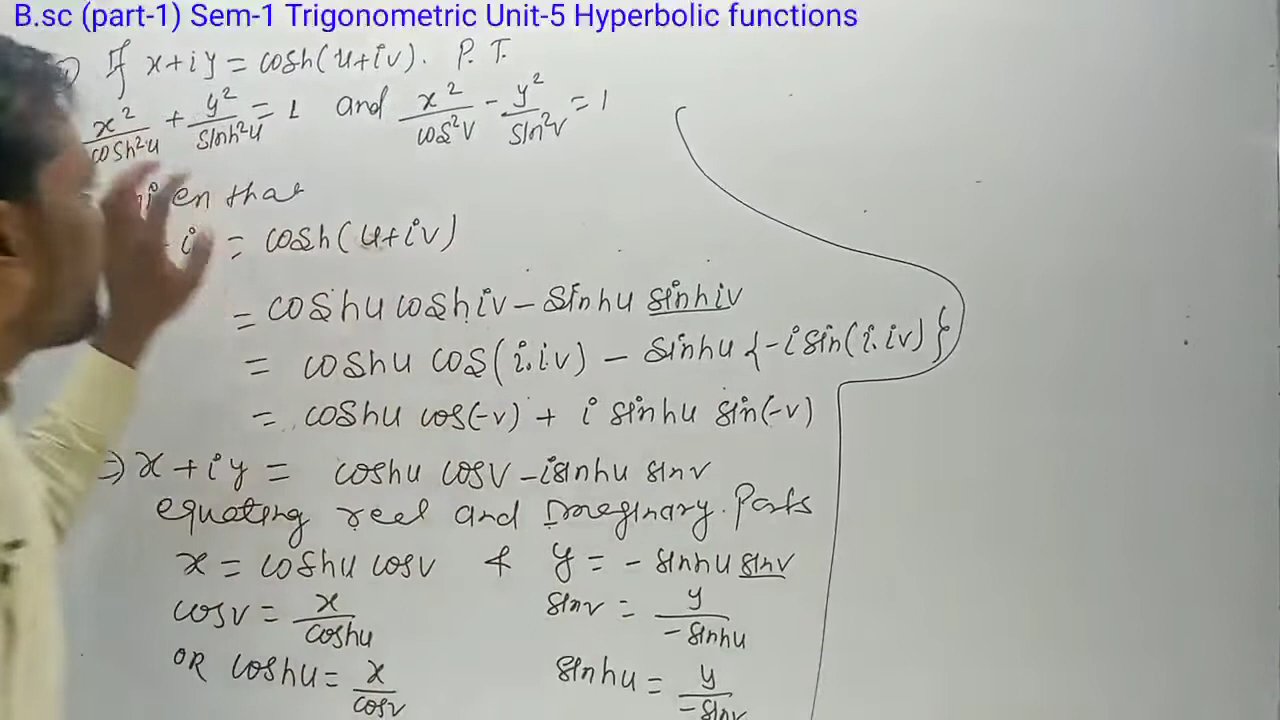 B.sc (part-1) Sem-1 Trigonometric Unit-5 Hyperbolic functions
If x+iy = cosh(u+iv). P.T.
x²/cosh²u + y²/sinh²u = 1 and x²/cos²v - y²/sin²v = 1
en that
i = cosh(u+iv)
= coshu coshiv - sinhu sinhiv
= coshu cos(i.iv) - sinhu {-i sin(i.iv)}
= coshu cos(-v) + i sinhu sin(-v)
⇒ x+iy = coshu cosv - isinhu sinv
equating reel and Imeginary. Parts
x = coshu cosv & y = - sinhu sinv
cosv = x/coshu sinv = y/-sinhu
OR coshu = x/cosv sinhu = y/-sinv